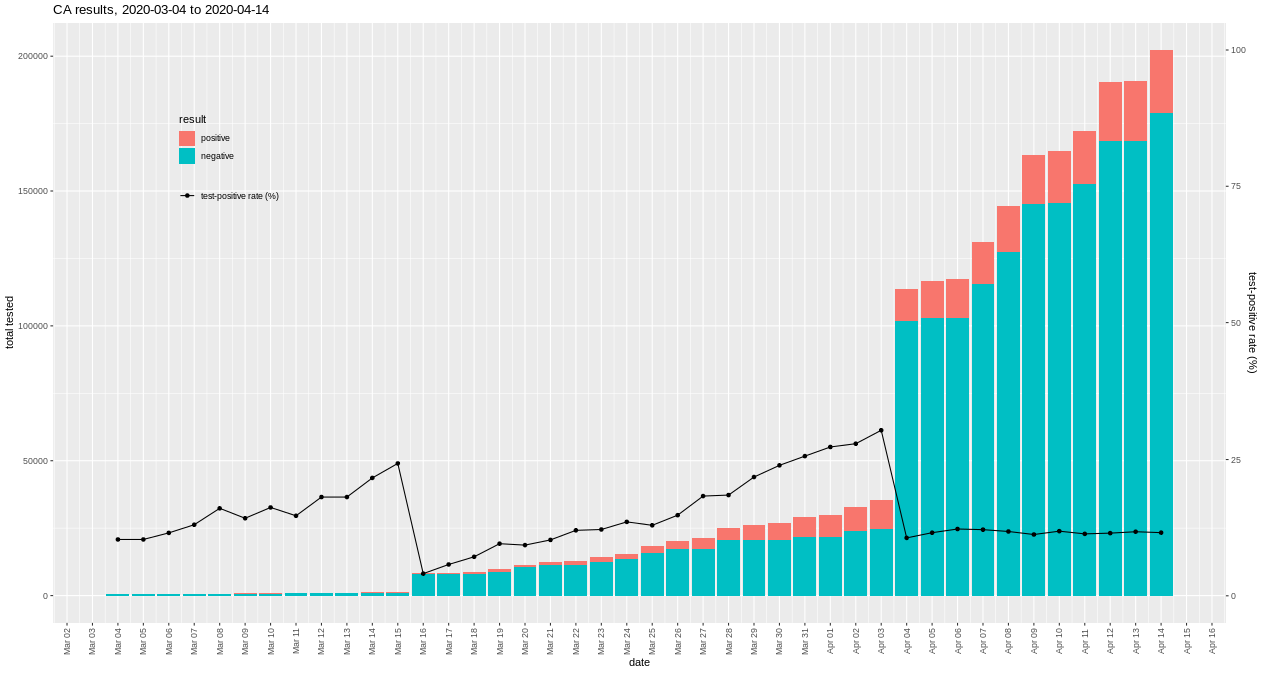 CA results, 2020-03-04 to 2020-04-14
total tested
200000
150000
100000
50000
0
result
positive
negative
test-positive rate (%)
100
75
50
25
0
test-positive rate (%)
Mar 02
Mar 03
Mar 04
Mar 05
Mar 06
Mar 07
Mar 08
Mar 09
Mar 10
Mar 11
Mar 12
Mar 13
Mar 14
Mar 15
Mar 16
Mar 17
Mar 18
Mar 19
Mar 20
Mar 21
Mar 22
Mar 23
Mar 24
Mar 25
Mar 26
Mar 27
Mar 28
Mar 29
Mar 30
Mar 31
Apr 01
Apr 02
Apr 03
Apr 04
Apr 05
Apr 06
Apr 07
Apr 08
Apr 09
Apr 10
Apr 11
Apr 12
Apr 13
Apr 14
Apr 15
Apr 16
date